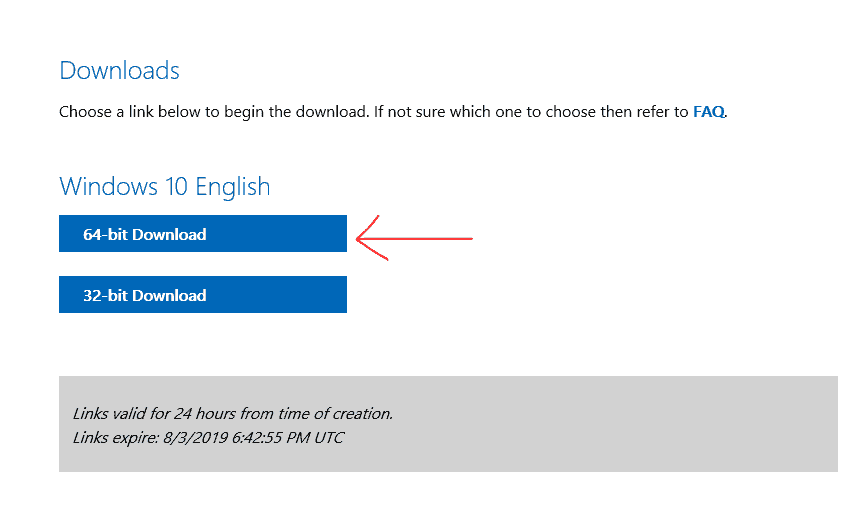 Downloads
Choose a link below to begin the download. If not sure which one to choose then refer to FAQ.
Windows 10 English
64-bit Download
32-bit Download
Links valid for 24 hours from time of creation.
Links expire: 8/3/2019 6:42:55 PM UTC